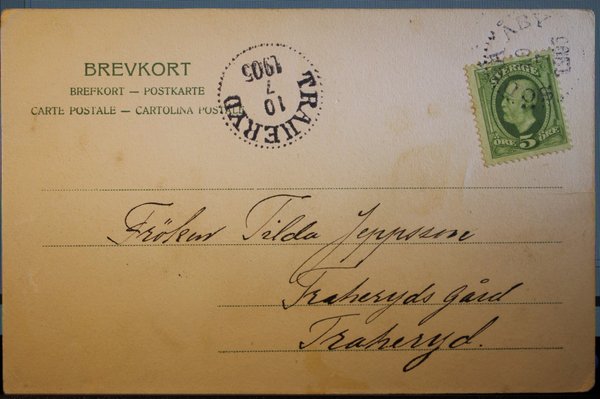 BREVKORT
BREFKORT — POSTKARTE
CARTE POSTALE — CARTOLINA POSTALE
TRAHERYD
10
7
1905
SVERIGE
5
ÖRE ÖRE
Fröken Tilda Jeppsson
Traheryds gård
Traheryd.